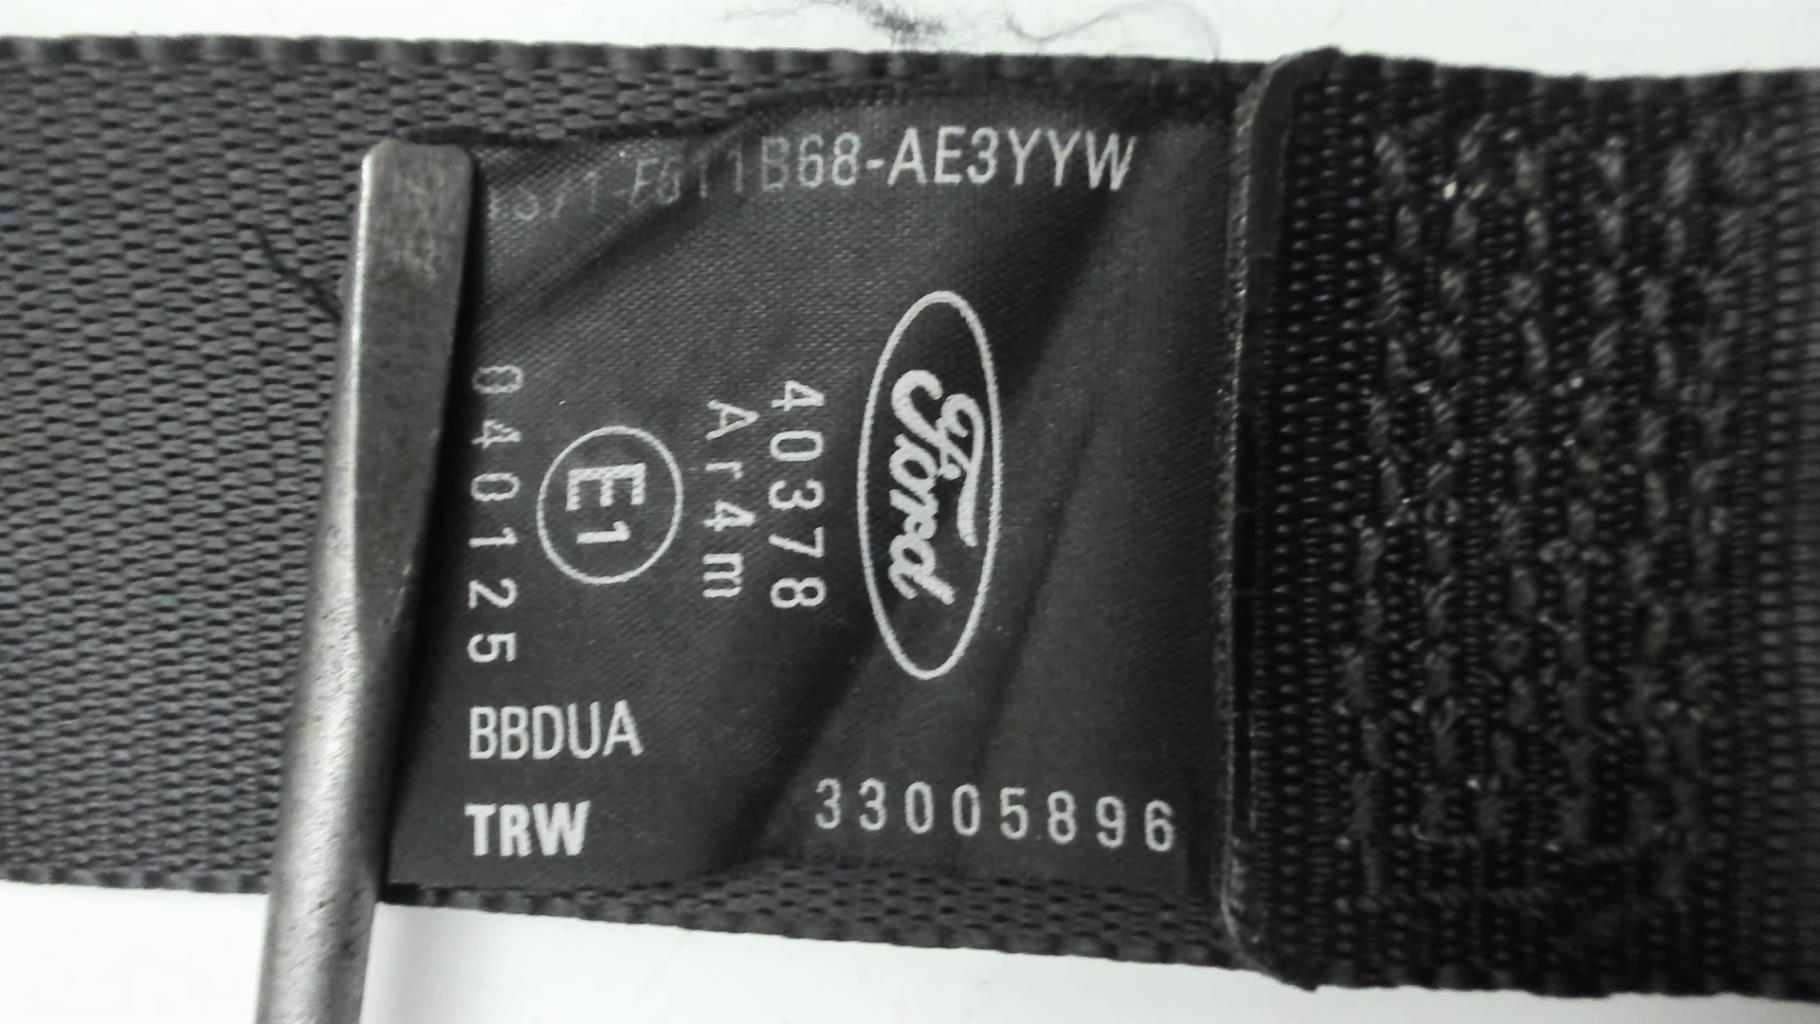 B68-AE3YYW
Ford
40378
Ar4m
E1
040125
BBDUA
TRW
33005896